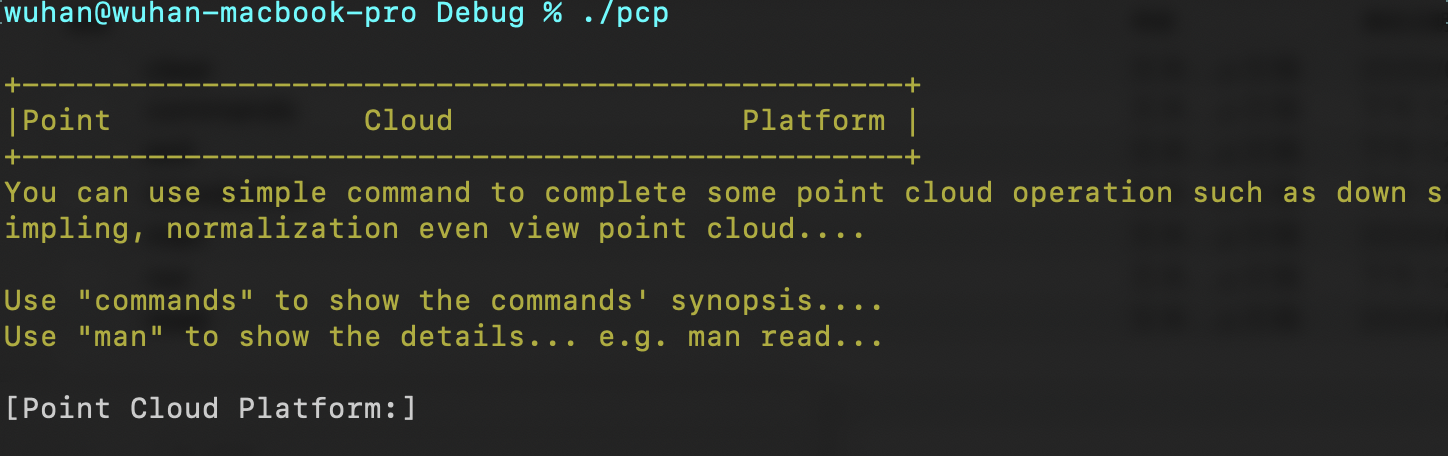 wuhan@wuhan-macbook-pro Debug % ./pcp
+-------------------------------------------------+
|Point              Cloud                Platform |
+-------------------------------------------------+
You can use simple command to complete some point cloud operation such as down s
impling, normalization even view point cloud....
Use "commands" to show the commands' synopsis....
Use "man" to show the details... e.g. man read...
[Point Cloud Platform:]